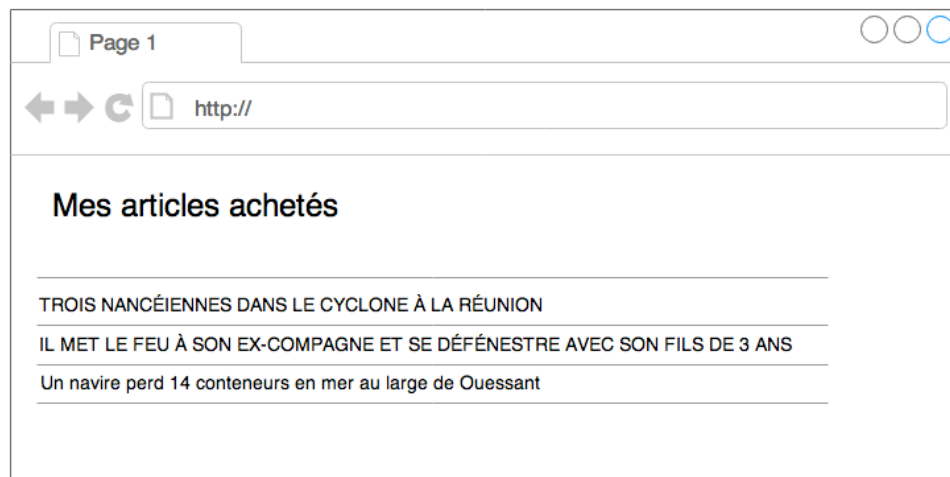 Page 1
http://
Mes articles achetés
TROIS NANCÉIENNES DANS LE CYCLONE À LA RÉUNION
IL MET LE FEU À SON EX-COMPAGNE ET SE DÉFÉNESTRE AVEC SON FILS DE 3 ANS
Un navire perd 14 conteneurs en mer au large de Ouessant